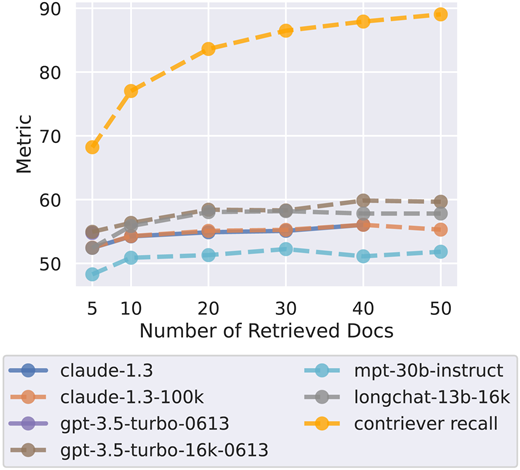 90
80
70
60
50
Metric
5 10 20 30 40 50
Number of Retrieved Docs
claude-1.3
claude-1.3-100k
gpt-3.5-turbo-0613
gpt-3.5-turbo-16k-0613
mpt-30b-instruct
longchat-13b-16k
contriever recall